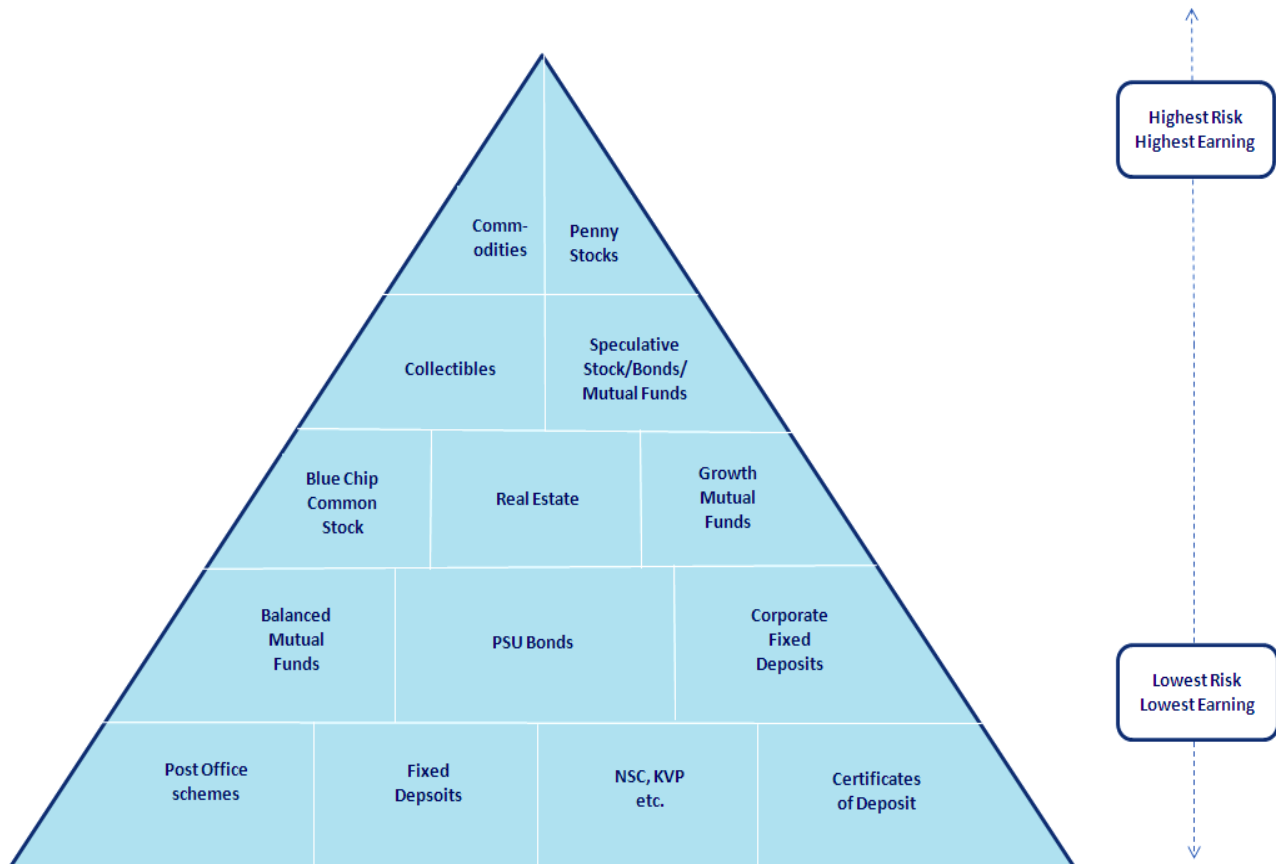 Highest Risk
Highest Earning
Comm-
odities
Penny
Stocks
Collectibles
Speculative
Stock/Bonds/
Mutual Funds
Blue Chip
Common
Stock
Real Estate
Growth
Mutual
Funds
Balanced
Mutual
Funds
PSU Bonds
Corporate
Fixed
Deposits
Lowest Risk
Lowest Earning
Post Office
schemes
Fixed
Depsoits
NSC, KVP
etc.
Certificates
of Deposit